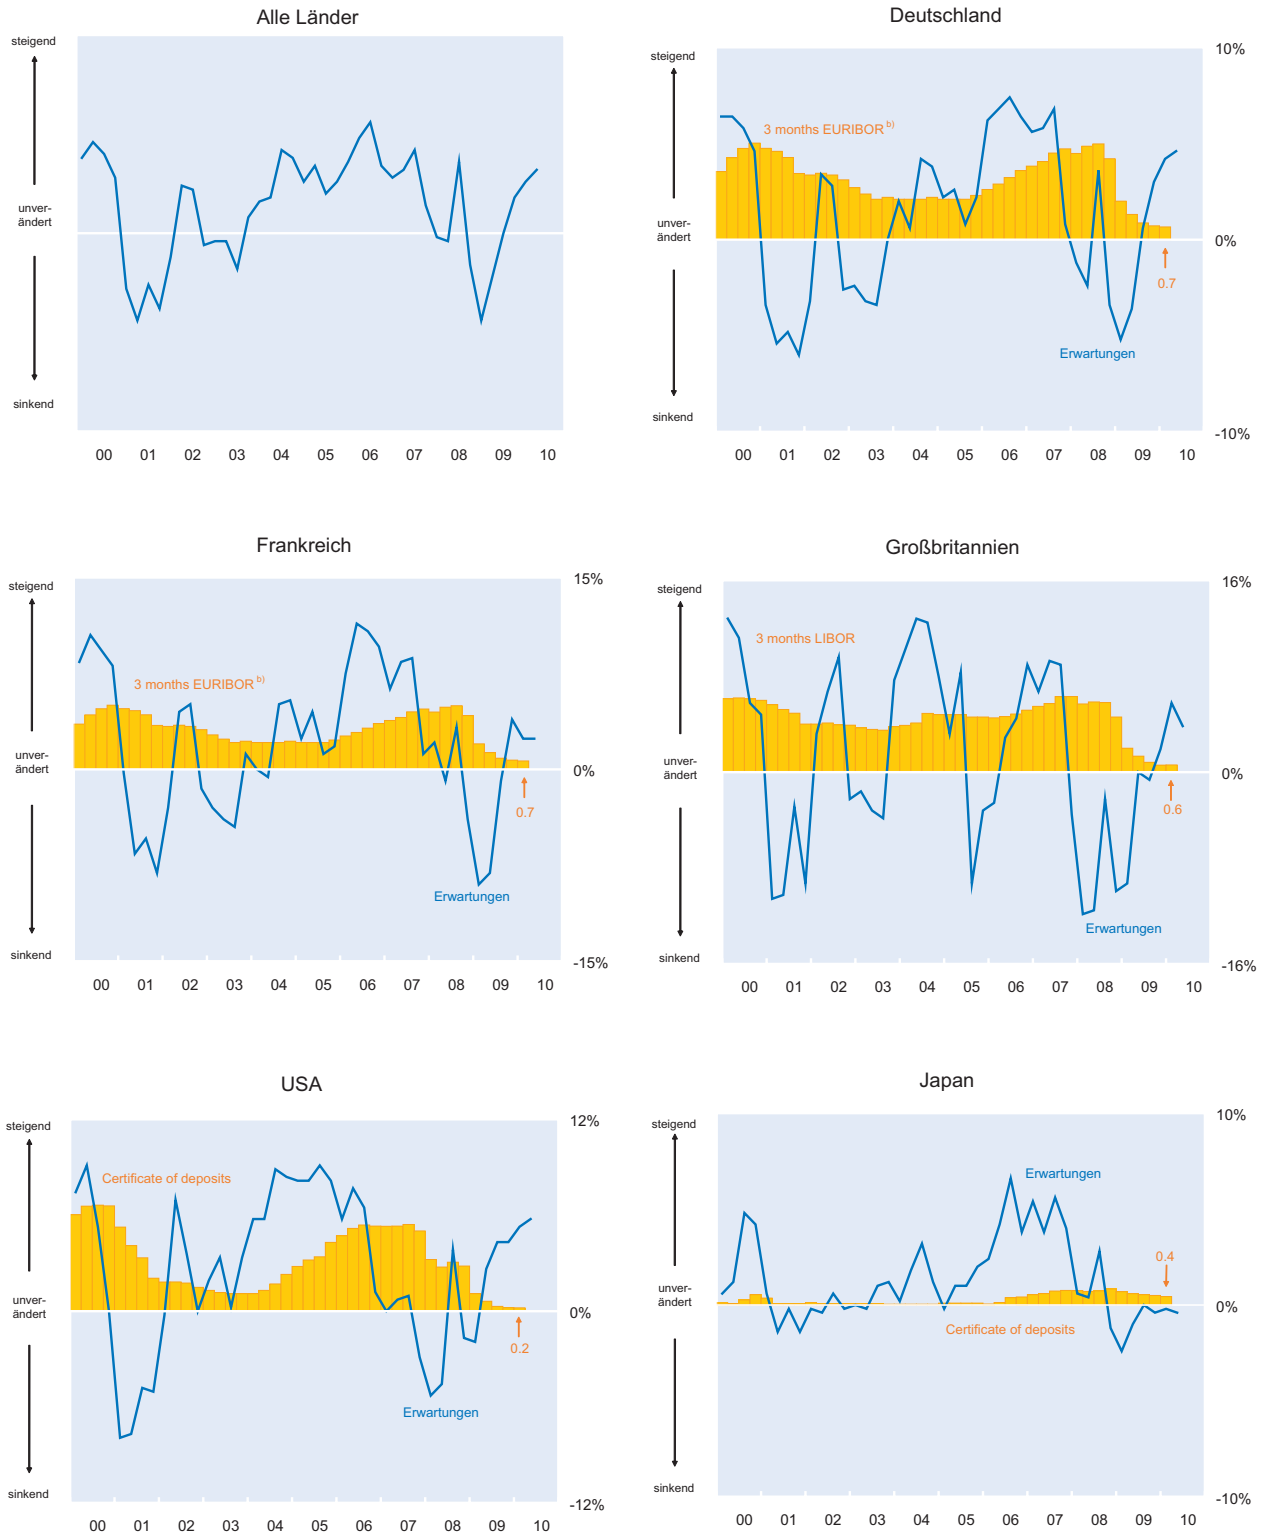 Alle Länder
steigend
unver-
ändert
sinkend
00 01 02 03 04 05 06 07 08 09 10
Deutschland
steigend
unver-
ändert
sinkend
10%
0%
-10%
3 months EURIBOR b)
0.7
Erwartungen
00 01 02 03 04 05 06 07 08 09 10
Frankreich
steigend
unver-
ändert
sinkend
15%
0%
-15%
3 months EURIBOR b)
0.7
Erwartungen
00 01 02 03 04 05 06 07 08 09 10
Großbritannien
steigend
unver-
ändert
sinkend
16%
0%
-16%
3 months LIBOR
0.6
Erwartungen
00 01 02 03 04 05 06 07 08 09 10
USA
steigend
unver-
ändert
sinkend
12%
0%
-12%
Certificate of deposits
0.2
Erwartungen
00 01 02 03 04 05 06 07 08 09 10
Japan
steigend
unver-
ändert
sinkend
10%
0%
-10%
Erwartungen
0.4
Certificate of deposits
00 01 02 03 04 05 06 07 08 09 10